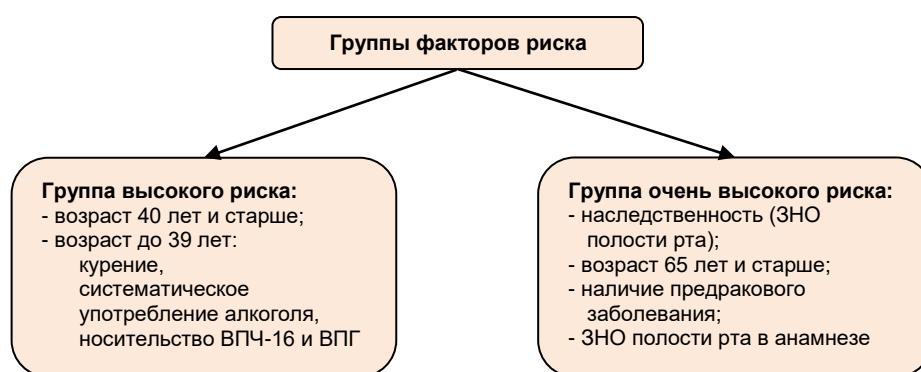 Группы факторов риска
Группа высокого риска:
- возраст 40 лет и старше;
- возраст до 39 лет:
курение,
систематическое
употребление алкоголя,
носительство ВПЧ-16 и ВПГ
Группа очень высокого риска:
- наследственность (ЗНО
полости рта);
- возраст 65 лет и старше;
- наличие предракового
заболевания;
- ЗНО полости рта в анамнезе